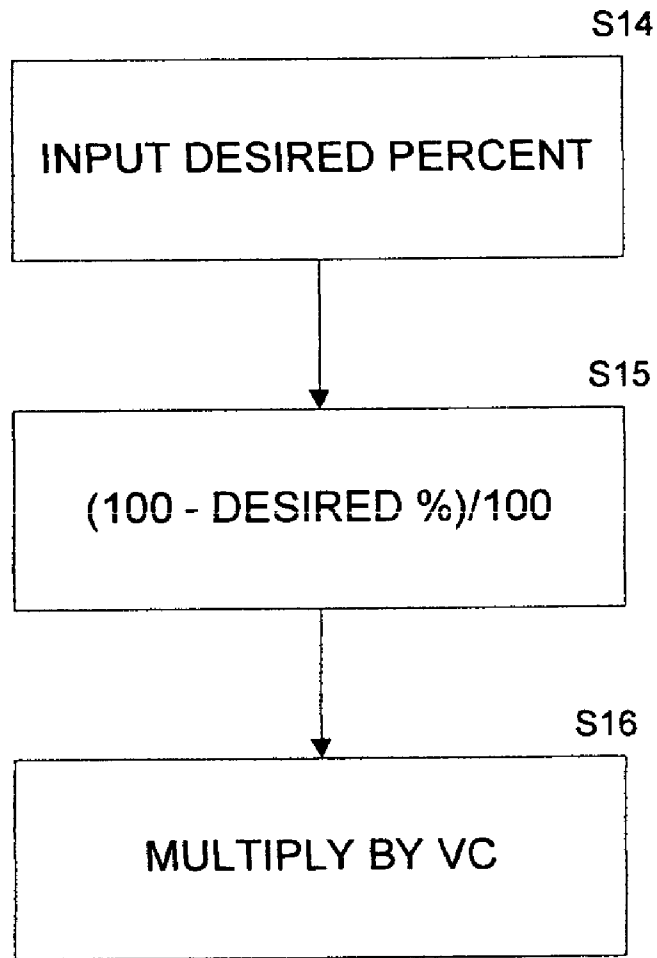 S14
INPUT DESIRED PERCENT
S15
(100 - DESIRED %)/100
S16
MULTIPLY BY VC